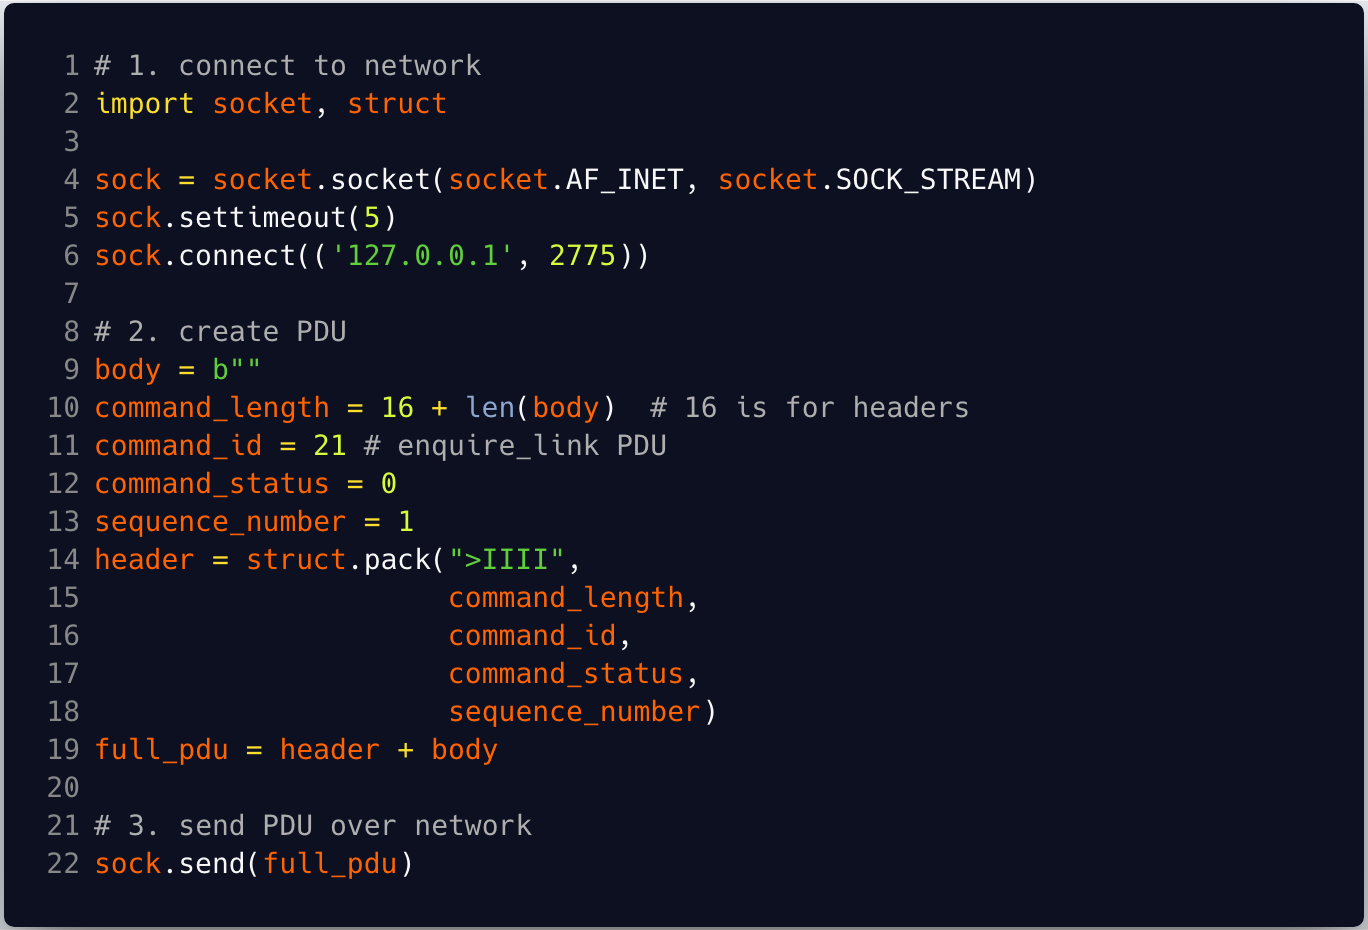 1 # 1. connect to network
2 import socket, struct
3
4 sock = socket.socket(socket.AF_INET, socket.SOCK_STREAM)
5 sock.settimeout(5)
6 sock.connect(('127.0.0.1', 2775))
7
8 # 2. create PDU
9 body = b""
10 command_length = 16 + len(body)  # 16 is for headers
11 command_id = 21 # enquire_link PDU
12 command_status = 0
13 sequence_number = 1
14 header = struct.pack(">IIII",
15                      command_length,
16                      command_id,
17                      command_status,
18                      sequence_number)
19 full_pdu = header + body
20
21 # 3. send PDU over network
22 sock.send(full_pdu)